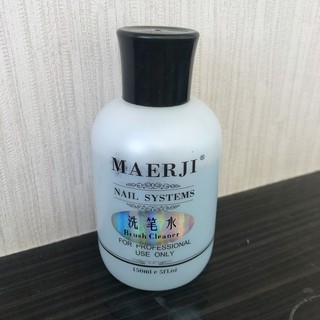 MAERJI®
NAIL SYSTEMS
洗笔水
Brush Cleaner
FOR PROFESSIONAL
USE ONLY
150ml e 5fl.oz